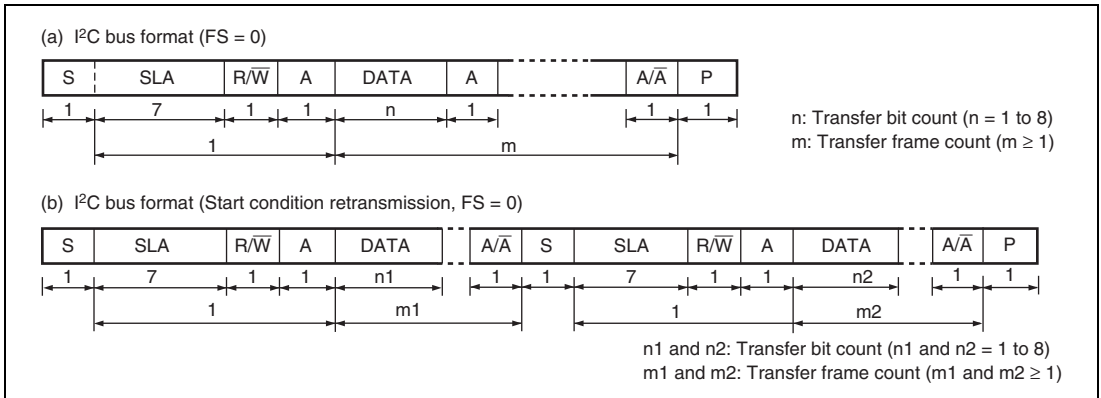 (a) I²C bus format (FS = 0)
S SLA R/W̅ A DATA A A/A̅ P
1 7 1 1 n 1 1 1
1 m
n: Transfer bit count (n = 1 to 8)
m: Transfer frame count (m ≥ 1)
(b) I²C bus format (Start condition retransmission, FS = 0)
S SLA R/W̅ A DATA A/A̅ S SLA R/W̅ A DATA A/A̅ P
1 7 1 1 n1 1 1 7 1 1 n2 1 1
1 m1 1 m2
n1 and n2: Transfer bit count (n1 and n2 = 1 to 8)
m1 and m2: Transfer frame count (m1 and m2 ≥ 1)